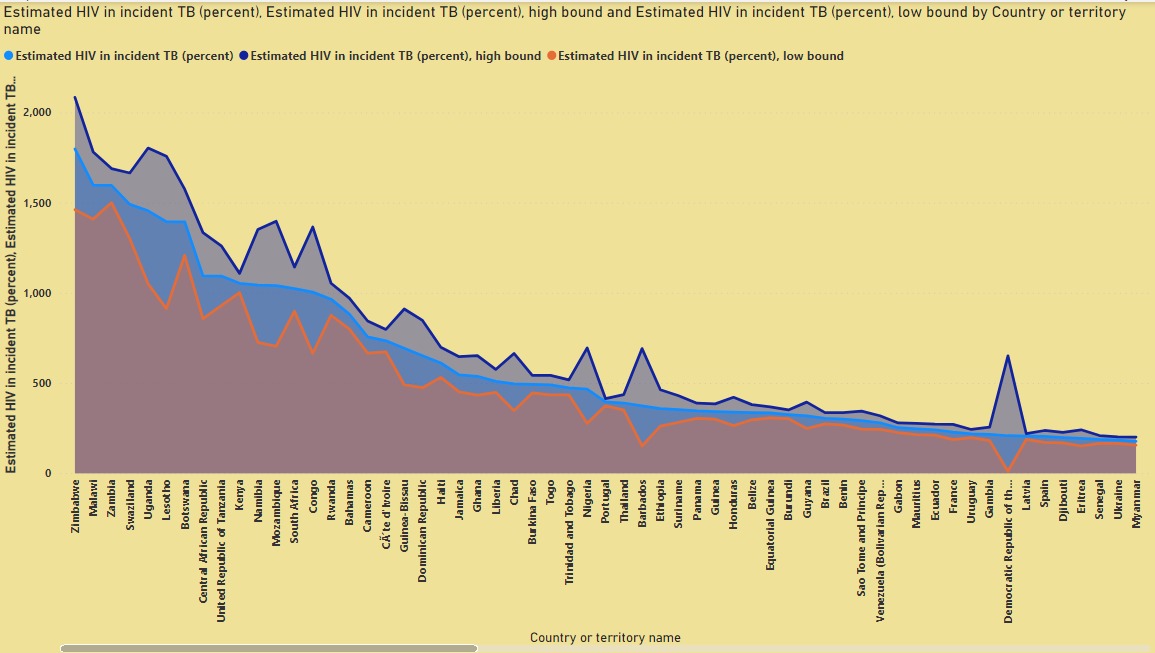 Estimated HIV in incident TB (percent), Estimated HIV in incident TB (percent), high bound and Estimated HIV in incident TB (percent), low bound by Country or territory
name
Estimated HIV in incident TB (percent) Estimated HIV in incident TB (percent), high bound Estimated HIV in incident TB (percent), low bound
Estimated HIV in incident TB (percent), Estimated HIV in incident TB...
2,000
1,500
1,000
500
0
Zimbabwe
Malawi
Zambia
Swaziland
Uganda
Lesotho
Botswana
Central African Republic
United Republic of Tanzania
Kenya
Namibia
Mozambique
South Africa
Congo
Rwanda
Bahamas
Cameroon
CÃ´te d'Ivoire
Guinea-Bissau
Dominican Republic
Haiti
Jamaica
Ghana
Liberia
Chad
Burkina Faso
Togo
Trinidad and Tobago
Nigeria
Portugal
Thailand
Barbados
Ethiopia
Suriname
Panama
Guinea
Honduras
Belize
Equatorial Guinea
Burundi
Guyana
Brazil
Benin
Sao Tome and Principe
Venezuela (Bolivarian Rep...
Gabon
Mauritius
Ecuador
France
Uruguay
Gambia
Democratic Republic of th...
Latvia
Spain
Djibouti
Eritrea
Senegal
Ukraine
Myanmar
Country or territory name